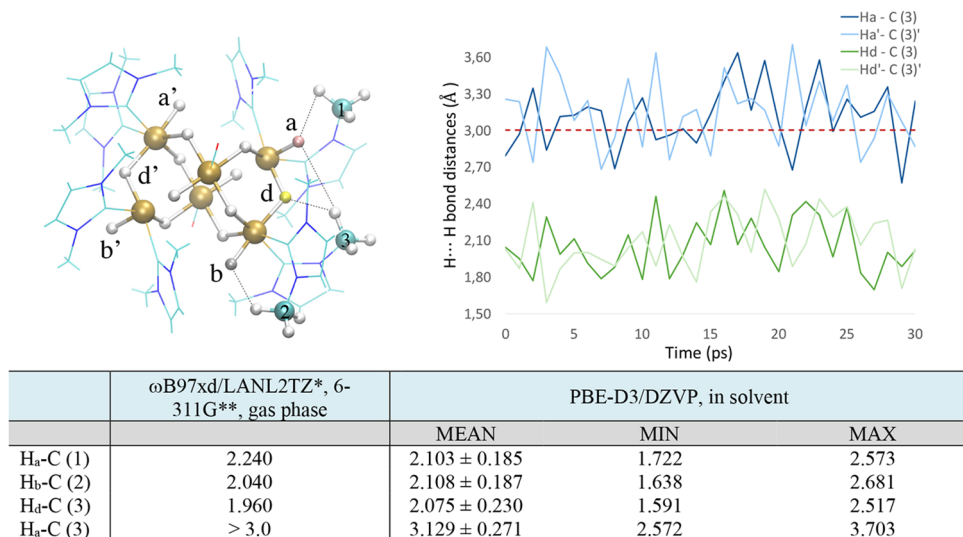 a’
a
1
d’
d
3
b’
b
2
Ha - C (3)
Ha'- C (3)'
Hd - C (3)
Hd'- C (3)'
H··· H bond distances (Å )
3,60
3,30
3,00
2,70
2,40
2,10
1,80
1,50
0 5 10 15 20 25 30
Time (ps)
ωB97xd/LANL2TZ*, 6-
311G**, gas phase
PBE-D3/DZVP, in solvent
MEAN MIN MAX
Ha-C (1) 2.240 2.103 ± 0.185 1.722 2.573
Hb-C (2) 2.040 2.108 ± 0.187 1.638 2.681
Hd-C (3) 1.960 2.075 ± 0.230 1.591 2.517
Ha-C (3) > 3.0 3.129 ± 0.271 2.572 3.703